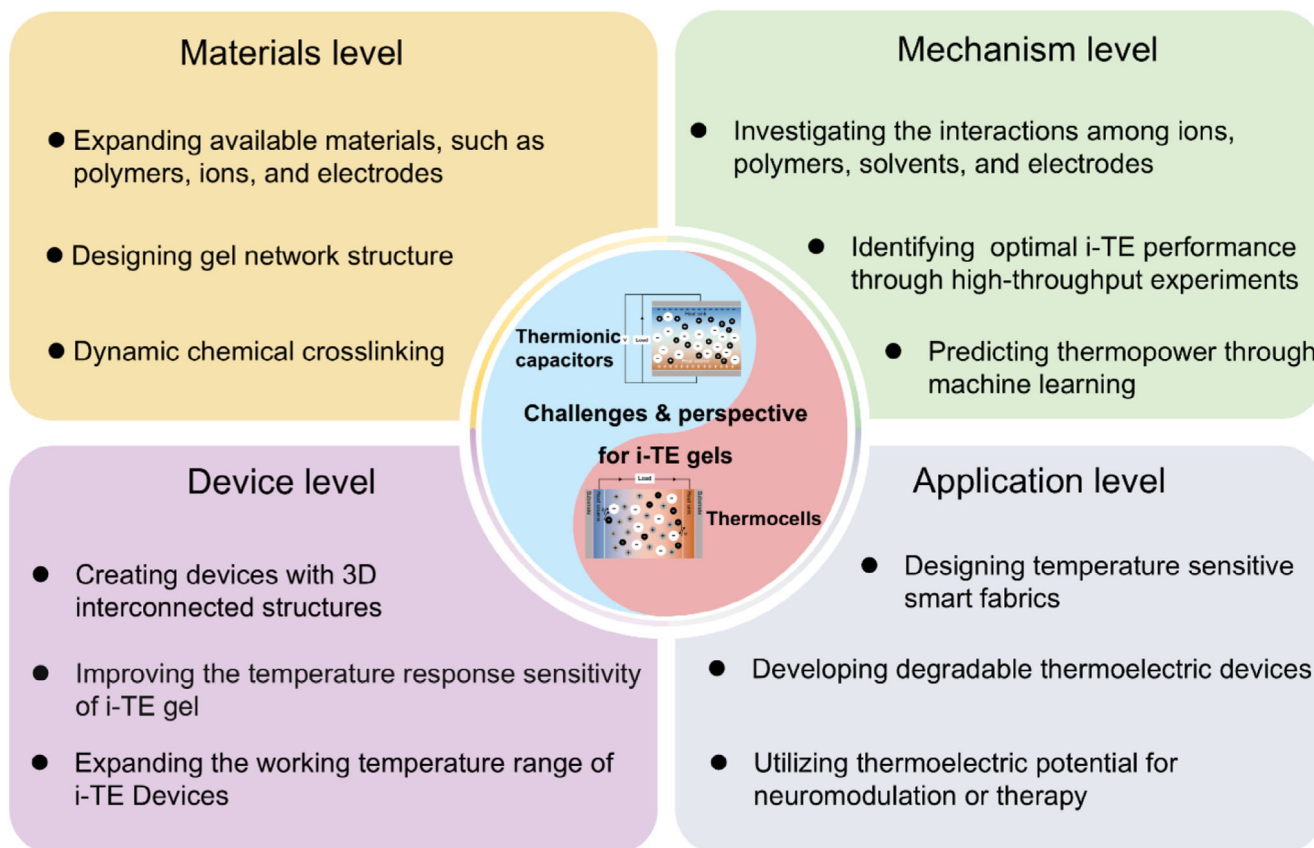 Materials level
● Expanding available materials, such as
polymers, ions, and electrodes
● Designing gel network structure
● Dynamic chemical crosslinking
Mechanism level
● Investigating the interactions among ions,
polymers, solvents, and electrodes
● Identifying optimal i-TE performance
through high-throughput experiments
● Predicting thermopower through
machine learning
Thermionic
capacitors
V
Load
Challenges & perspective
for i-TE gels
Load
Substrate
Substrate
Thermocells
Device level
● Creating devices with 3D
interconnected structures
● Improving the temperature response sensitivity
of i-TE gel
● Expanding the working temperature range of
i-TE Devices
Application level
● Designing temperature sensitive
smart fabrics
● Developing degradable thermoelectric devices
● Utilizing thermoelectric potential for
neuromodulation or therapy